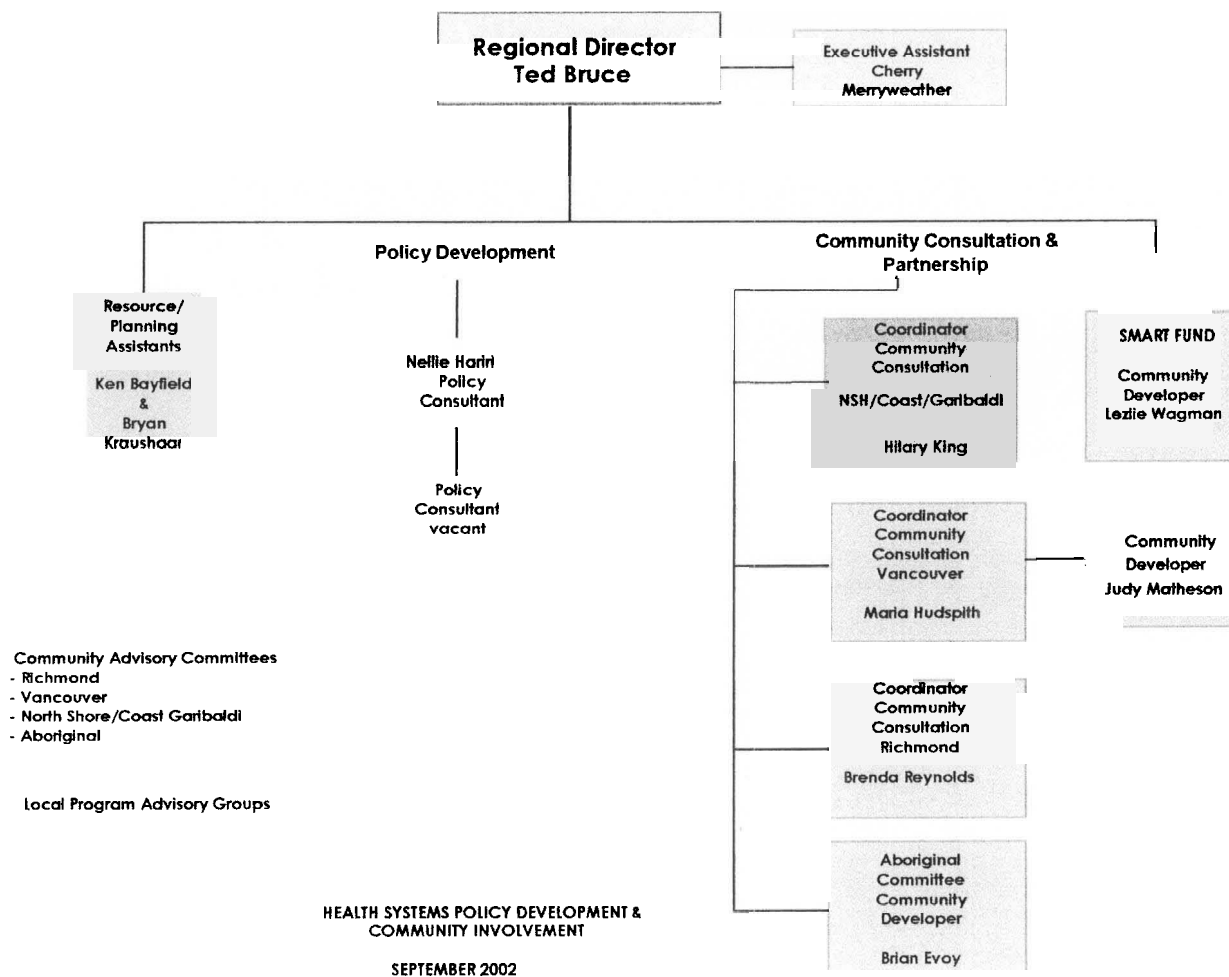 Regional Director
Ted Bruce
Executive Assistant
Cherry
Merryweather
Policy Development
Community Consultation &
Partnership
Resource/
Planning
Assistants
Ken Bayfield
&
Bryan
Kraushaar
Nellie Hariri
Policy
Consultant
Policy
Consultant
vacant
Coordinator
Community
Consultation
NSH/Coast/Garibaldi
Hilary King
SMART FUND
Community
Developer
Lezlie Wagman
Coordinator
Community
Consultation
Vancouver
Maria Hudspith
Community
Developer
Judy Matheson
Coordinator
Community
Consultation
Richmond
Brenda Reynolds
Aboriginal
Committee
Community
Developer
Brian Evoy
Community Advisory Committees
- Richmond
- Vancouver
- North Shore/Coast Garibaldi
- Aboriginal
Local Program Advisory Groups
HEALTH SYSTEMS POLICY DEVELOPMENT &
COMMUNITY INVOLVEMENT
SEPTEMBER 2002